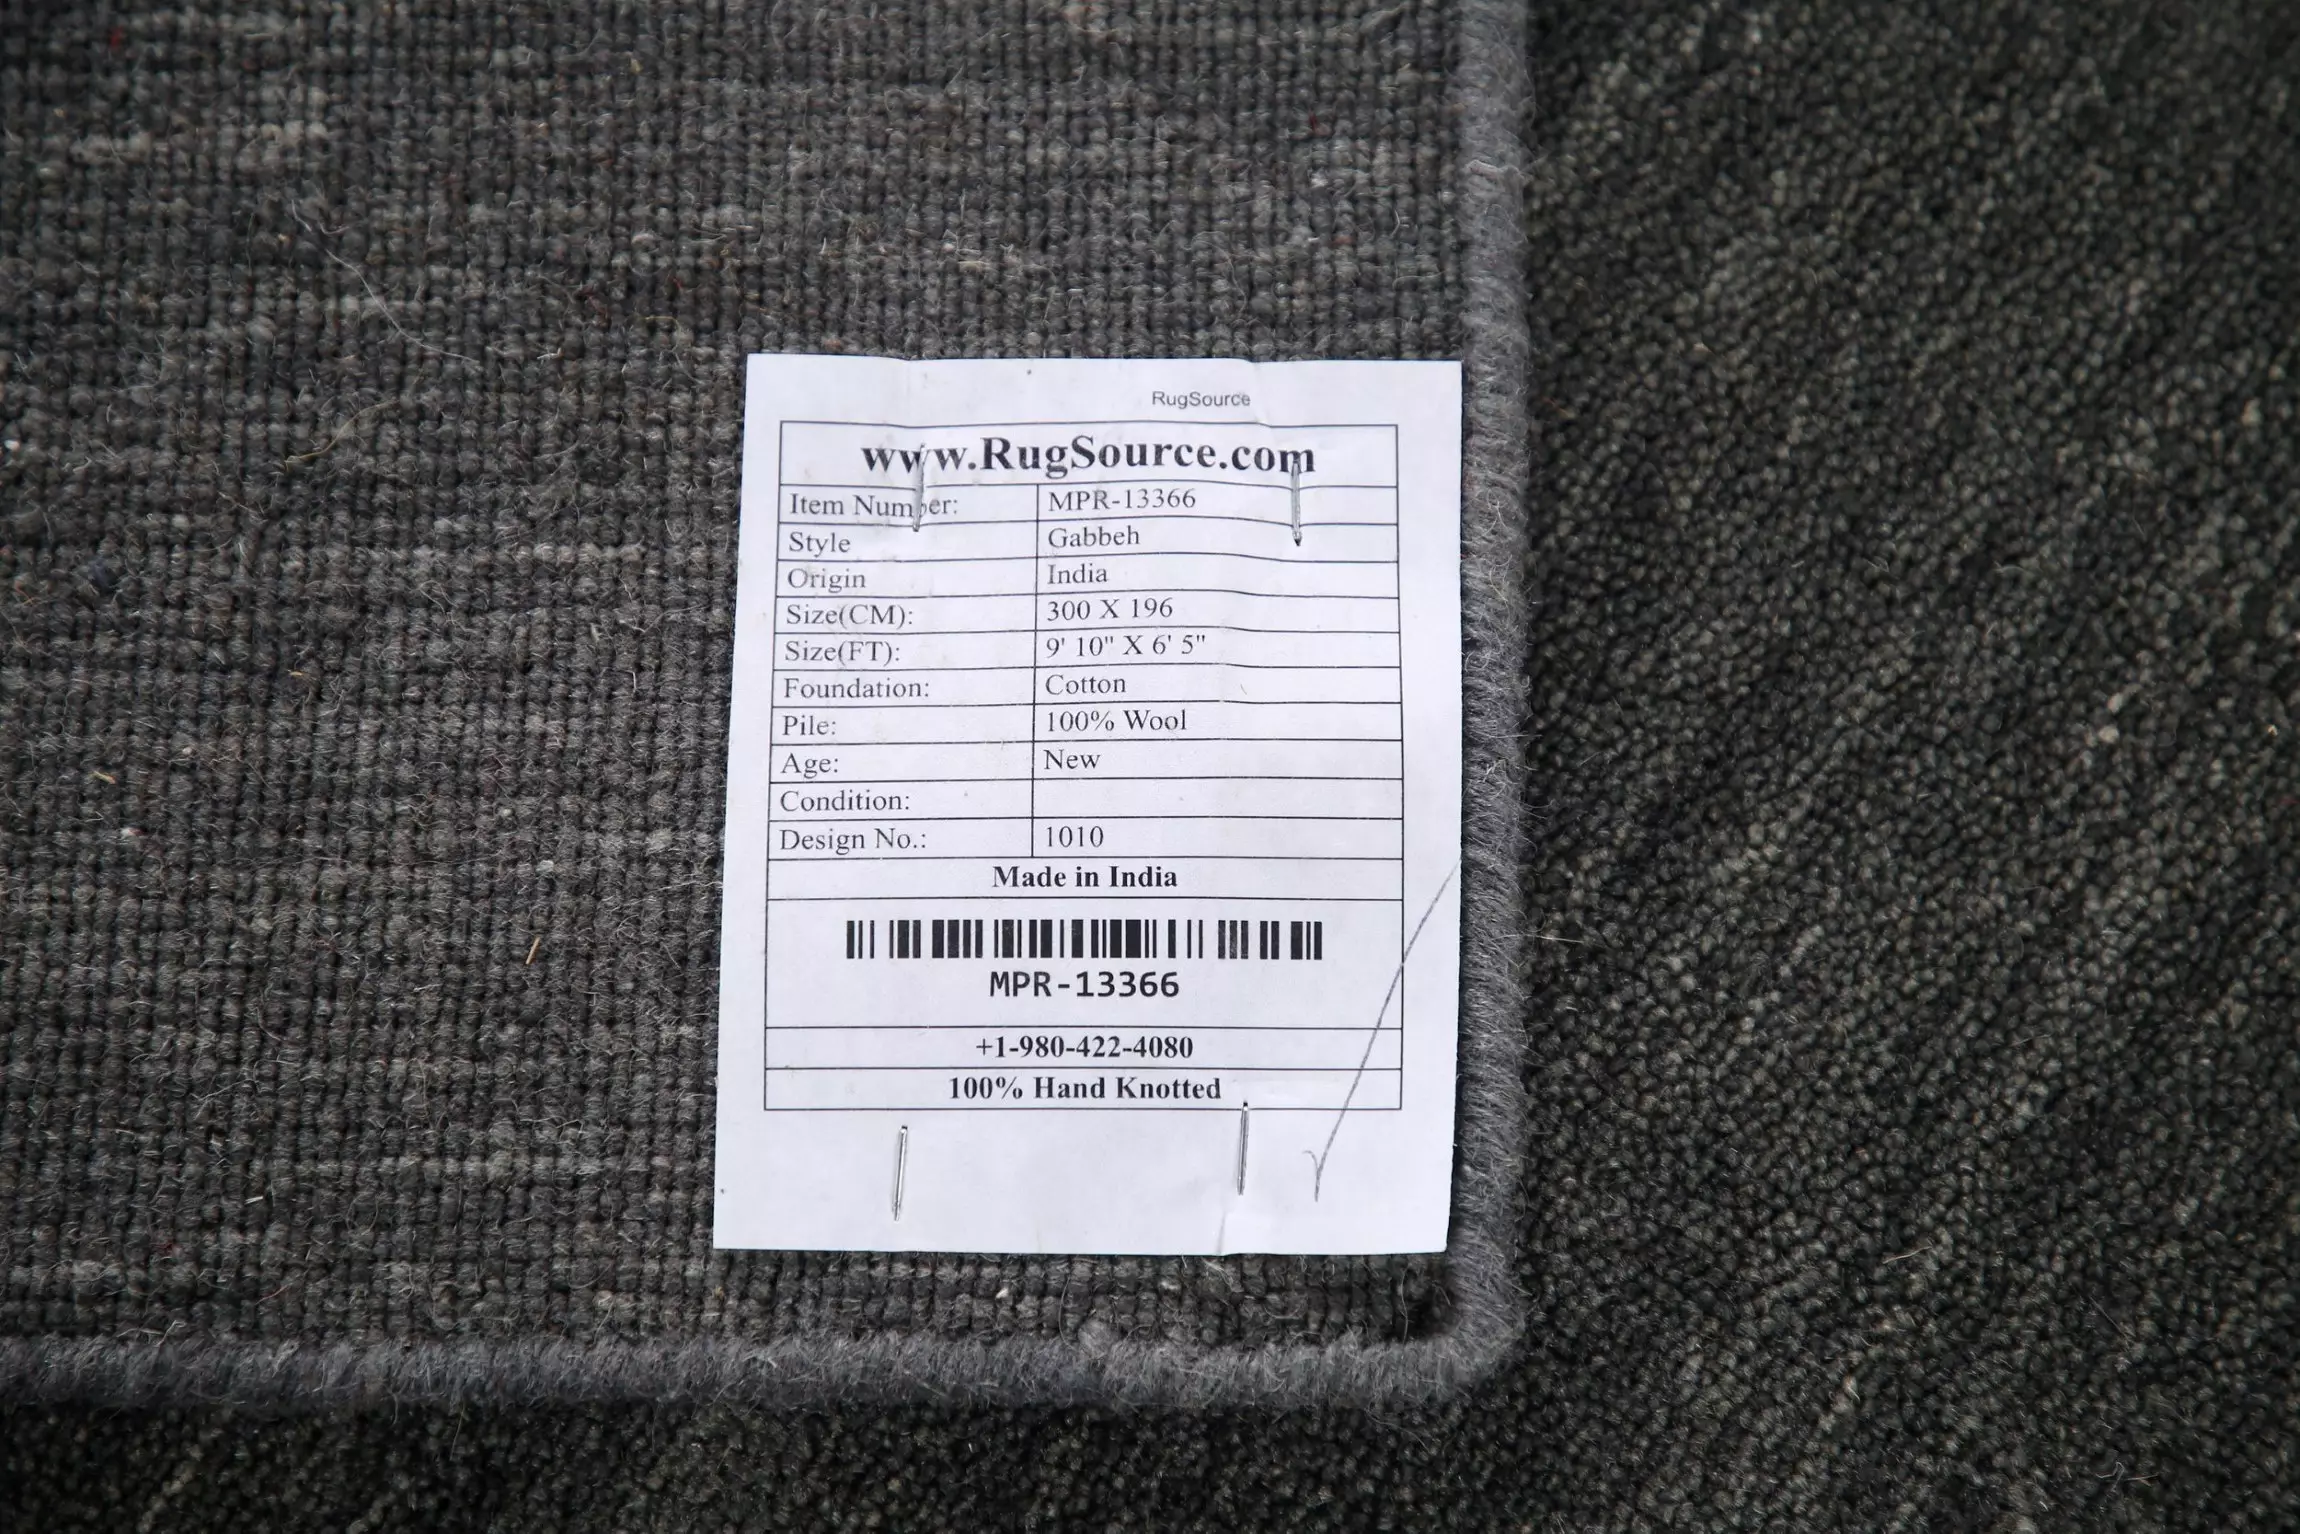 RugSource
www.RugSource.com
Item Number: MPR-13366
Style Gabbeh
Origin India
Size(CM): 300 X 196
Size(FT): 9' 10" X 6' 5"
Foundation: Cotton
Pile: 100% Wool
Age: New
Condition:
Design No.: 1010
Made in India
MPR-13366
+1-980-422-4080
100% Hand Knotted